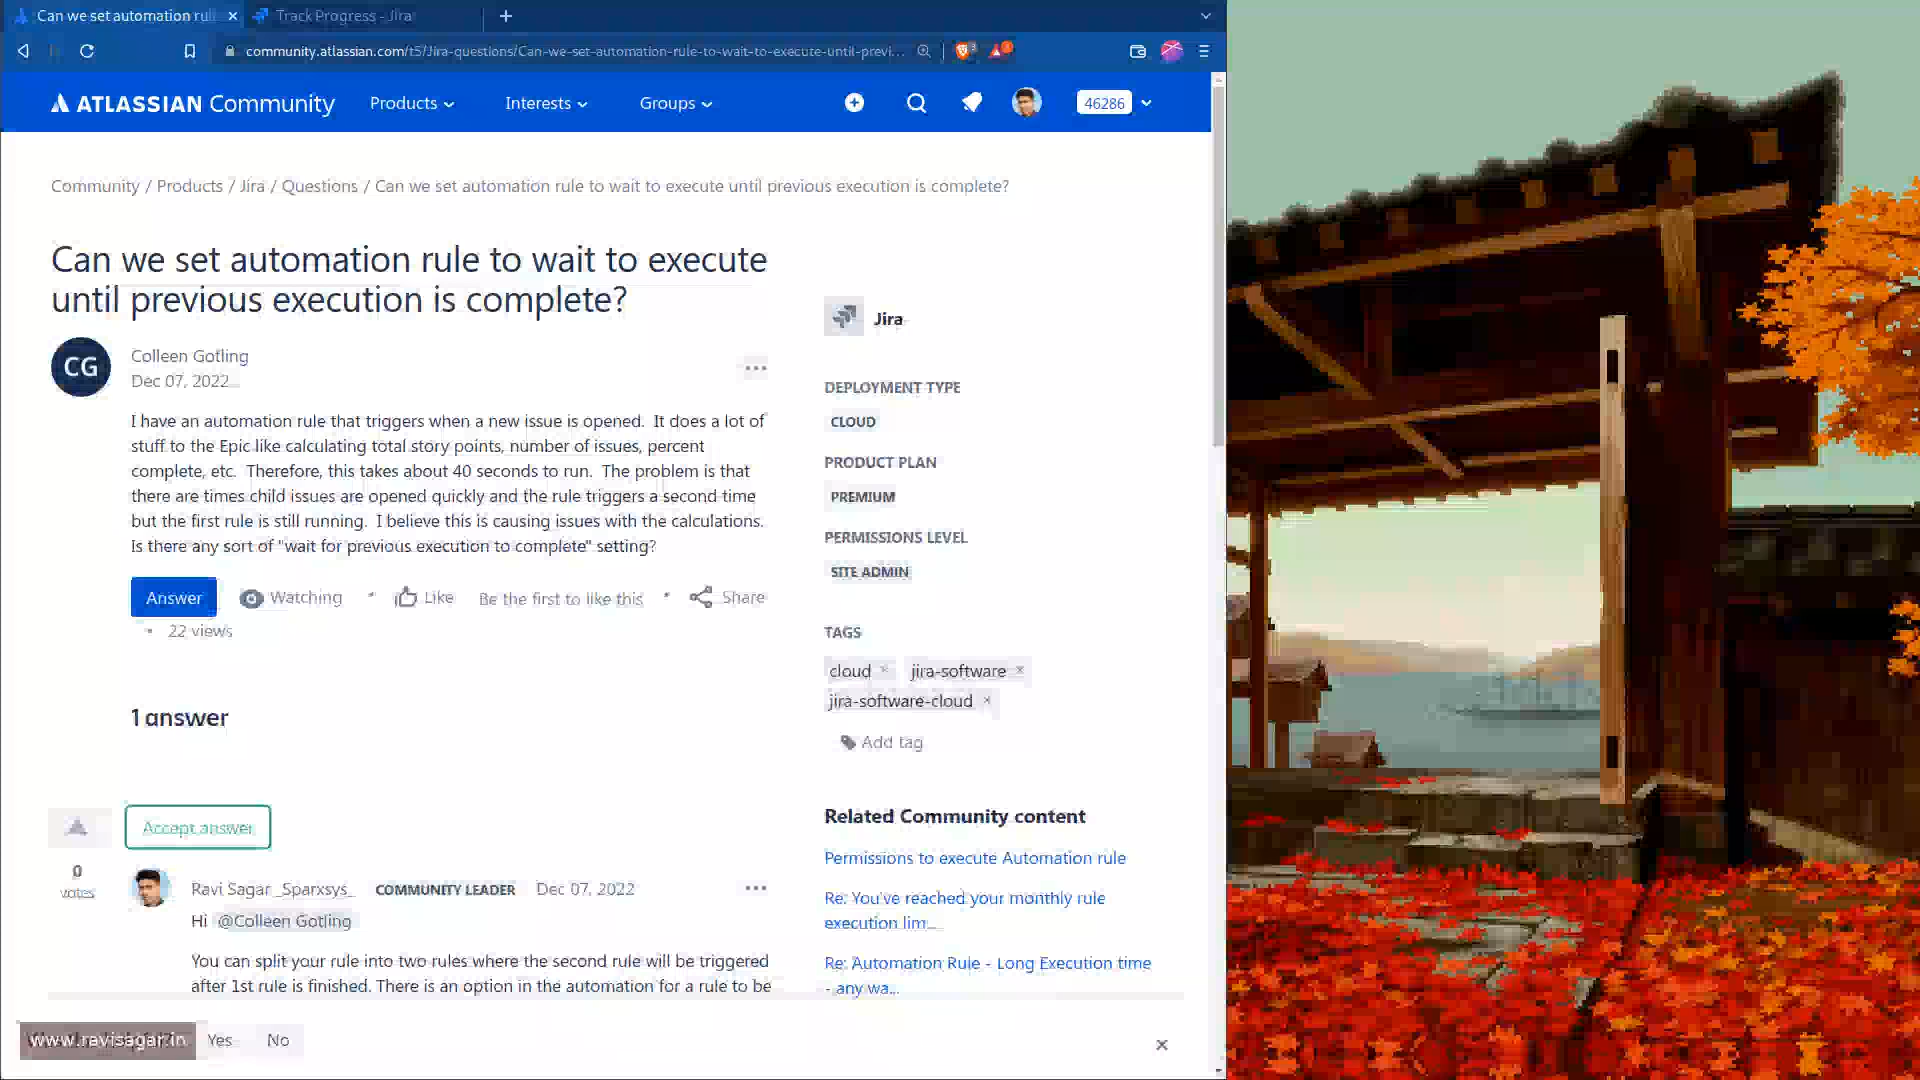 Can we set automation rul
Track Progress - Jira
community.atlassian.com/t5/Jira-questions/Can-we-set-automation-rule-to-wait-to-execute-until-previ...
ATLASSIAN Community
Products
Interests
Groups
46286
Community / Products / Jira / Questions / Can we set automation rule to wait to execute until previous execution is complete?
Can we set automation rule to wait to execute
until previous execution is complete?
CG
Colleen Gotling
Dec 07, 2022
I have an automation rule that triggers when a new issue is opened. It does a lot of
stuff to the Epic like calculating total story points, number of issues, percent
complete, etc. Therefore, this takes about 40 seconds to run. The problem is that
there are times child issues are opened quickly and the rule triggers a second time
but the first rule is still running. I believe this is causing issues with the calculations.
Is there any sort of "wait for previous execution to complete" setting?
Answer
Watching
Like
Be the first to like this
Share
22 views
1 answer
Accept answer
0
votes
Ravi Sagar _Sparxsys_
COMMUNITY LEADER
Dec 07, 2022
Hi @Colleen Gotling
You can split your rule into two rules where the second rule will be triggered
after 1st rule is finished. There is an option in the automation for a rule to be
www.ravisagar.in
Yes
No
Jira
DEPLOYMENT TYPE
CLOUD
PRODUCT PLAN
PREMIUM
PERMISSIONS LEVEL
SITE ADMIN
TAGS
cloud ×
jira-software ×
jira-software-cloud ×
Add tag
Related Community content
Permissions to execute Automation rule
Re: You've reached your monthly rule
execution lim...
Re: Automation Rule - Long Execution time
- any wa...